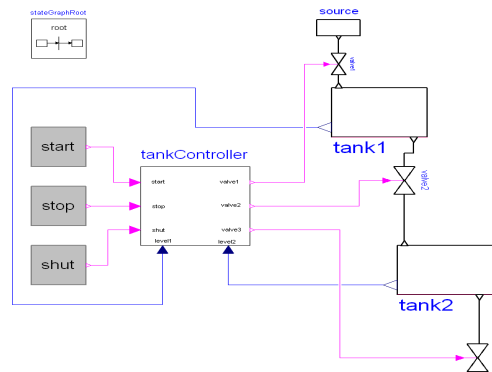 stateGraphRoot
root
source
valve1
tank1
start
stop
shut
tankController
start
stop
shut
valve1
valve2
valve3
level1
level2
valve2
tank2